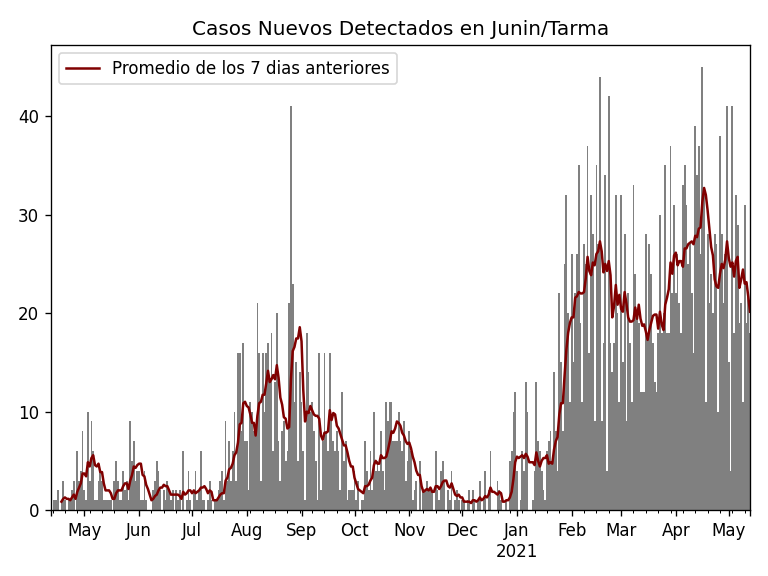 Casos Nuevos Detectados en Junin/Tarma
Promedio de los 7 dias anteriores
40
30
20
10
0
May Jun Jul Aug Sep Oct Nov Dec Jan Feb Mar Apr May
2021